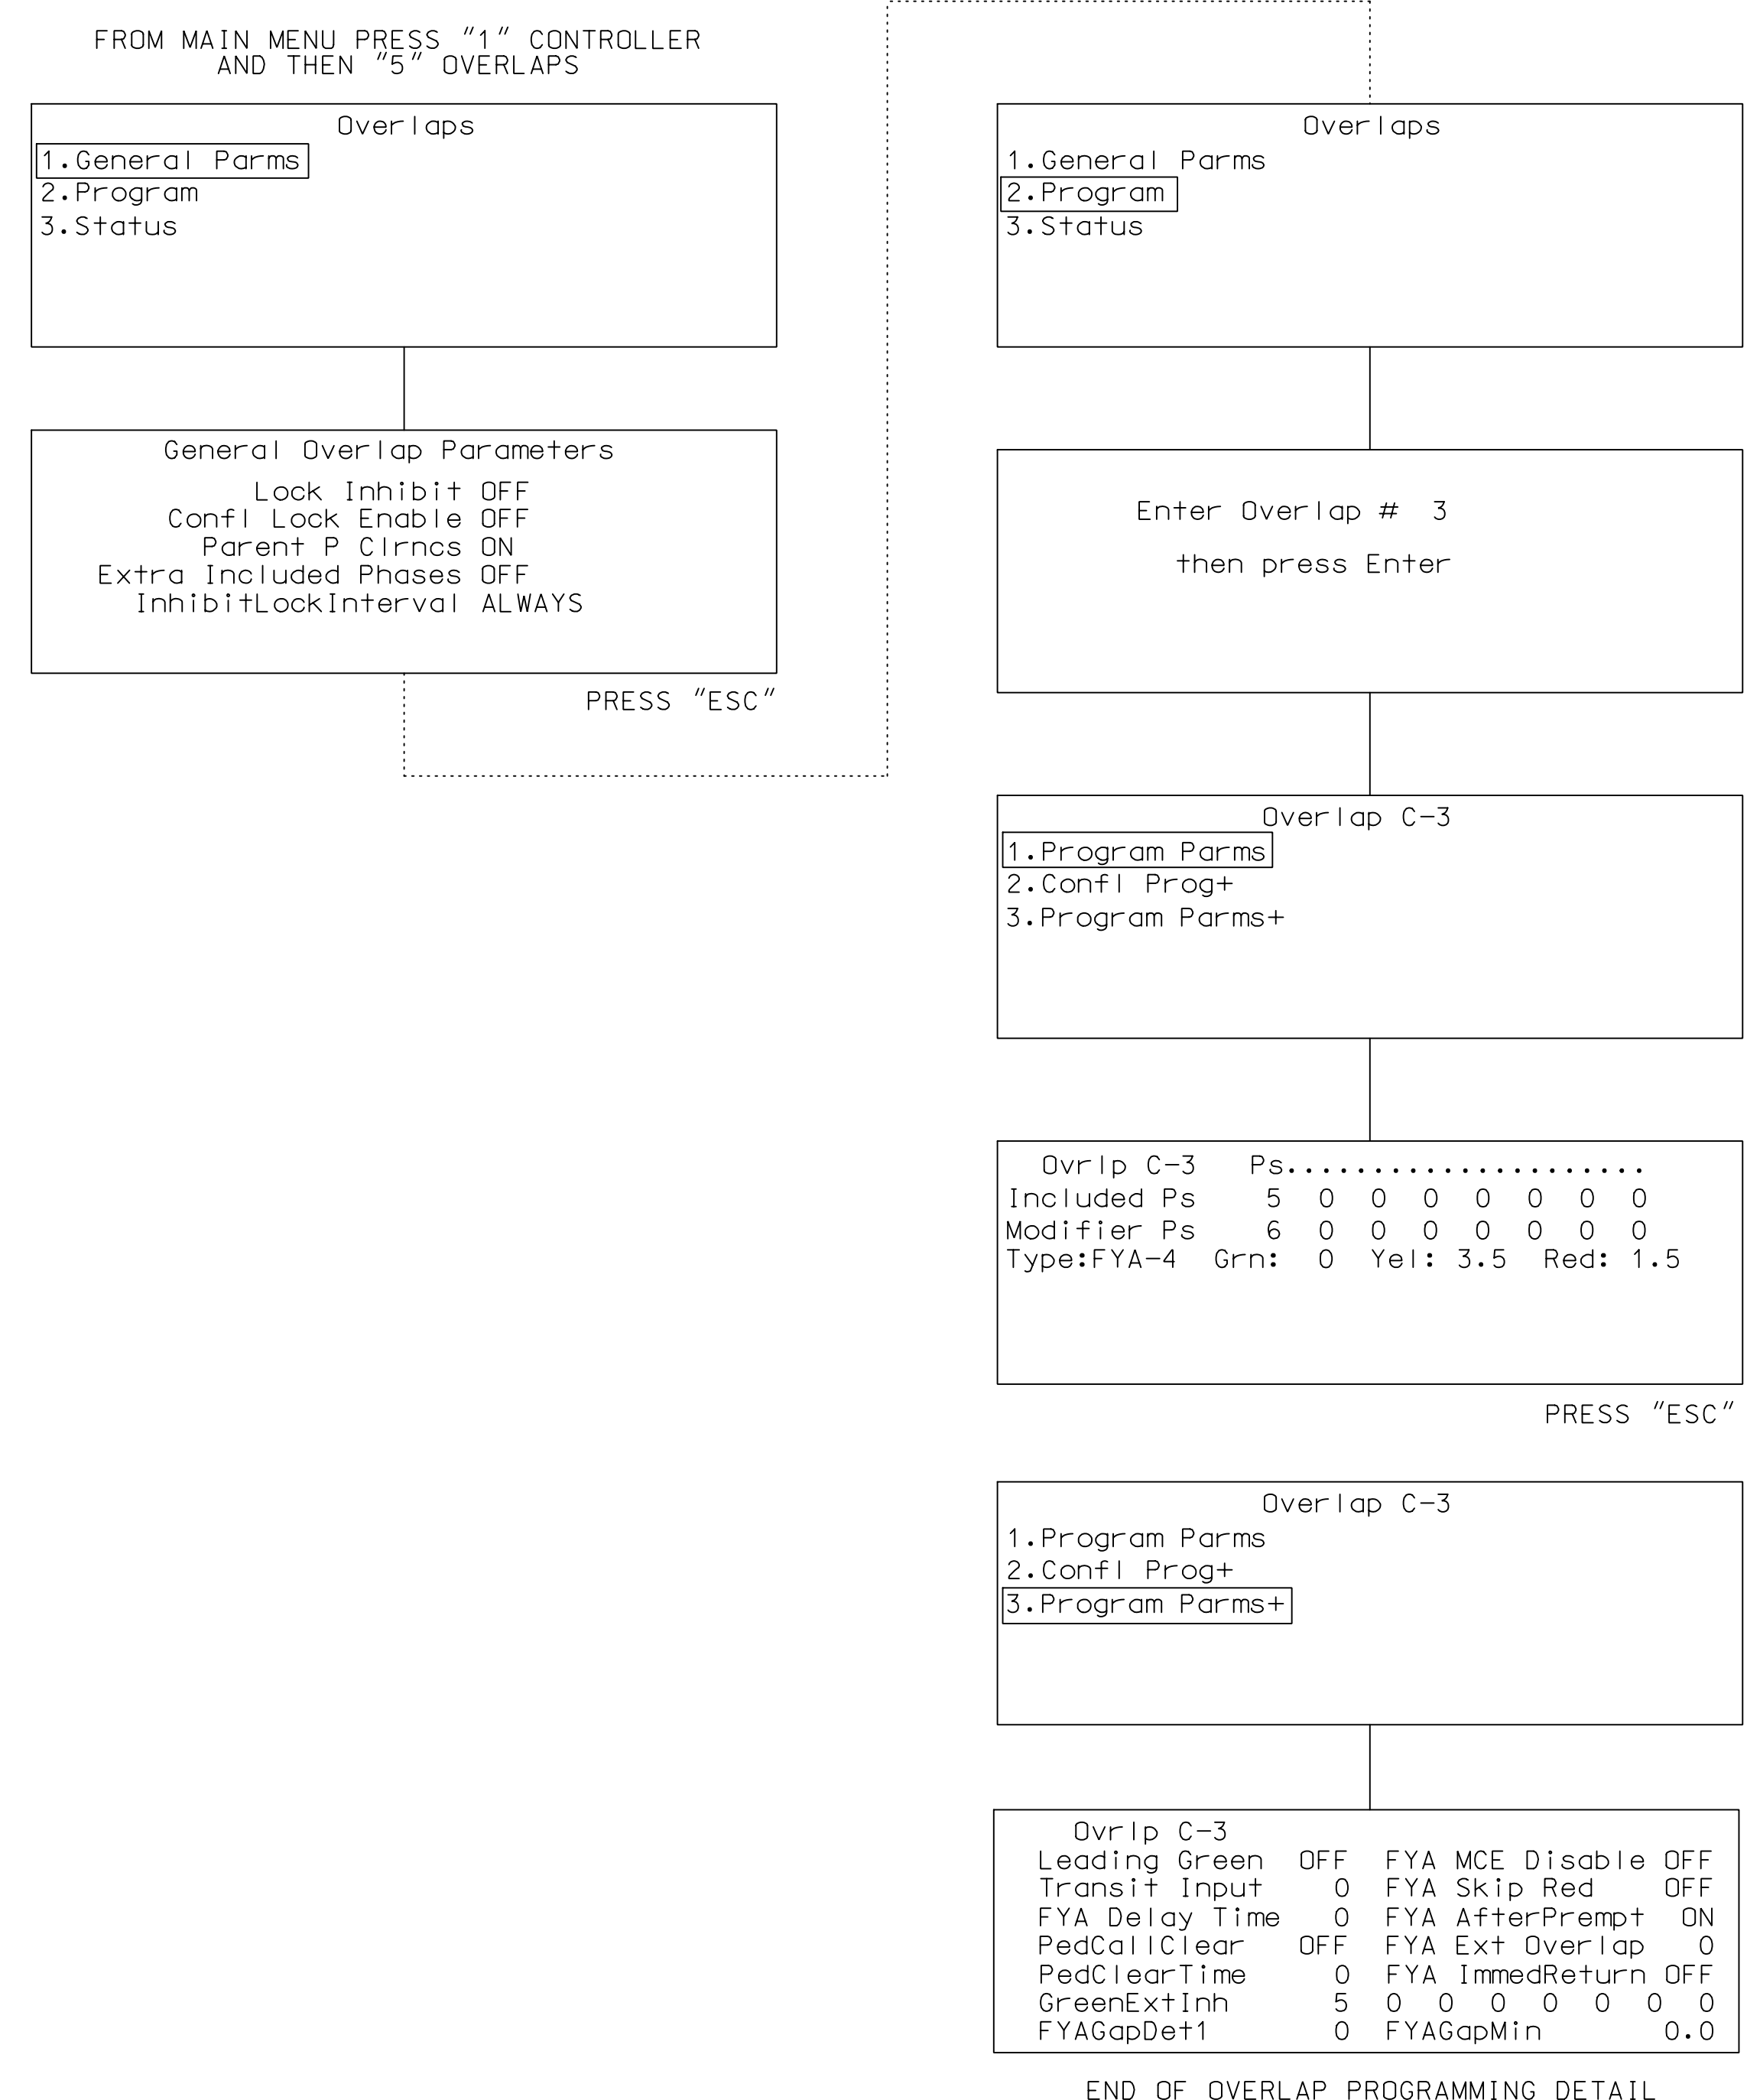 FROM MAIN MENU PRESS "1" CONTROLLER
AND THEN "5" OVERLAPS
Overlaps
1.General Parms
2.Program
3.Status
General Overlap Parameters
Lock Inhibit OFF
Confl Lock Enable OFF
Parent P Clrncs ON
Extra Included Phases OFF
InhibitLockInterval ALWAYS
PRESS "ESC"
Overlaps
1.General Parms
2.Program
3.Status
Enter Overlap # 3
then press Enter
Overlap C-3
1.Program Parms
2.Confl Prog+
3.Program Parms+
Ovrlp C-3 Ps.....................
Included Ps 5 0 0 0 0 0 0 0
Modifier Ps 6 0 0 0 0 0 0 0
Type:FYA-4 Grn: 0 Yel: 3.5 Red: 1.5
PRESS "ESC"
Overlap C-3
1.Program Parms
2.Confl Prog+
3.Program Parms+
Ovrlp C-3
Leading Green OFF FYA MCE Disable OFF
Transit Input 0 FYA Skip Red OFF
FYA Delay Time 0 FYA AfterPrempt ON
PedCallClear OFF FYA Ext Overlap 0
PedClearTime 0 FYA ImmedReturn OFF
GreenExtInh 5 0 0 0 0 0 0 0
FYAGapDet1 0 FYAGapMin 0.0
END OF OVERLAP PROGRAMMING DETAIL